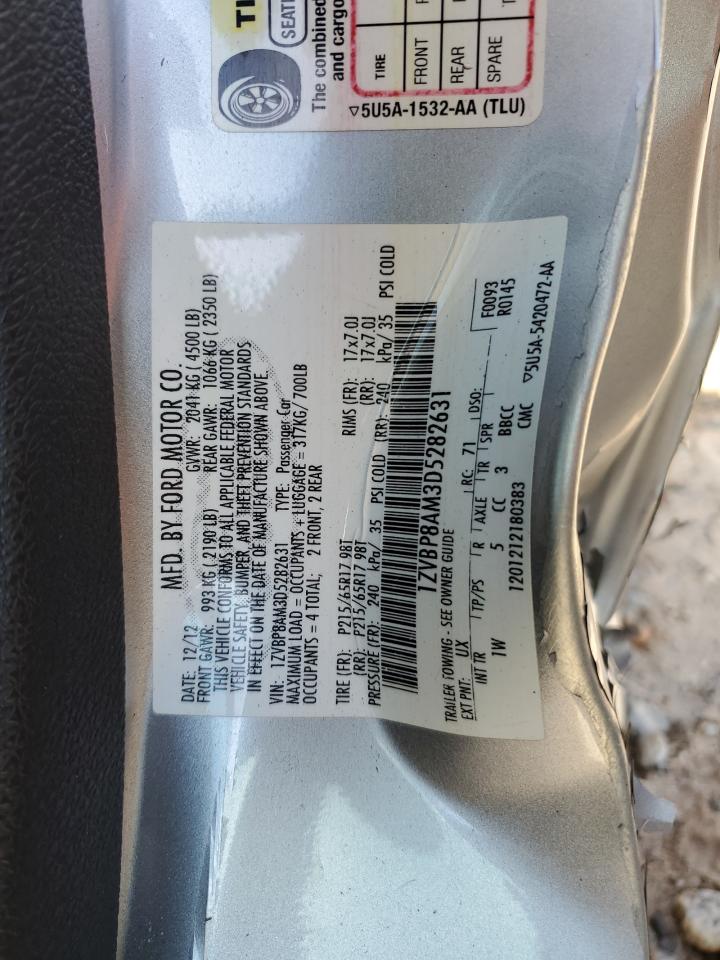 TI
SEATI
The combined
and cargo
TIRE
FRONT
REAR
SPARE
▽5U5A-1532-AA (TLU)
MFD. BY FORD MOTOR CO.
DATE: 12/12 GVWR: 2041 KG ( 4500 LB)
FRONT GAWR: 993 KG ( 2190 LB) REAR GAWR: 1066 KG ( 2350 LB)
THIS VEHICLE CONFORMS TO ALL APPLICABLE FEDERAL MOTOR
VEHICLE SAFETY, BUMPER, AND THEFT PREVENTION STANDARDS
IN EFFECT ON THE DATE OF MANUFACTURE SHOWN ABOVE.
VIN: 1ZVBP8AM3D5282631 TYPE: Passenger Car
MAXIMUM LOAD = OCCUPANTS + LUGGAGE = 317KG/ 700LB
OCCUPANTS = 4 TOTAL; 2 FRONT, 2 REAR
TIRE (FR): P215/65R17 98T RIMS (FR): 17x7.0J
(RR): P215/65R17 98T (RR): 17x7.0J
PRESSURE (FR): 240 kPa/ 35 PSI COLD (RR): 240 kPa/ 35 PSI COLD
1ZVBP8AM3D5282631
TRAILER TOWING - SEE OWNER GUIDE
EXT PNT: UX RC: 71 DSO:
INT TR TP/PS R AXLE TR SPR F0093
1W 5 CC 3 BBCC R0145
1201212180383 CMC ▽5U5A-5420472-AA